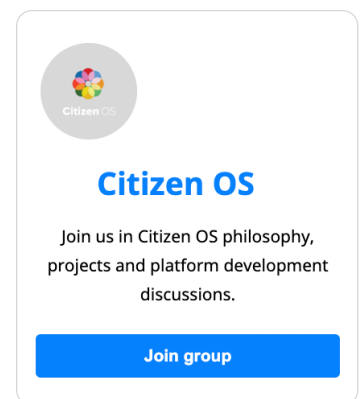 Citizen OS
Citizen OS
Join us in Citizen OS philosophy,
projects and platform development
discussions.
Join group